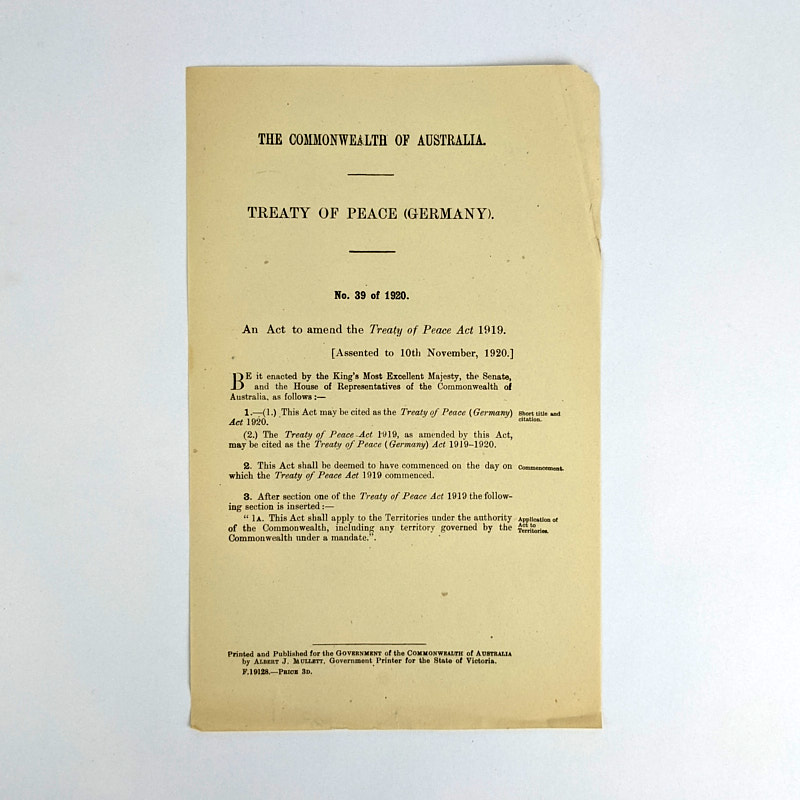 THE COMMONWEALTH OF AUSTRALIA.
TREATY OF PEACE (GERMANY).
No. 39 of 1920.
An Act to amend the Treaty of Peace Act 1919.
[Assented to 10th November, 1920.]
BE it enacted by the King's Most Excellent Majesty, the Senate,
and the House of Representatives of the Commonwealth of
Australia, as follows:—
1.—(1.) This Act may be cited as the Treaty of Peace (Germany)
Act 1920.
Short title and
citation.
(2.) The Treaty of Peace Act 1919, as amended by this Act,
may be cited as the Treaty of Peace (Germany) Act 1919-1920.
2. This Act shall be deemed to have commenced on the day on
which the Treaty of Peace Act 1919 commenced.
Commencement.
3. After section one of the Treaty of Peace Act 1919 the follow-
ing section is inserted:—
"1A. This Act shall apply to the Territories under the authority
of the Commonwealth, including any territory governed by the
Commonwealth under a mandate.".
Application of
Act to
Territories.
Printed and Published for the GOVERNMENT of the COMMONWEALTH of AUSTRALIA
by ALBERT J. MULLETT, Government Printer for the State of Victoria.
F.19128.—PRICE 3D.